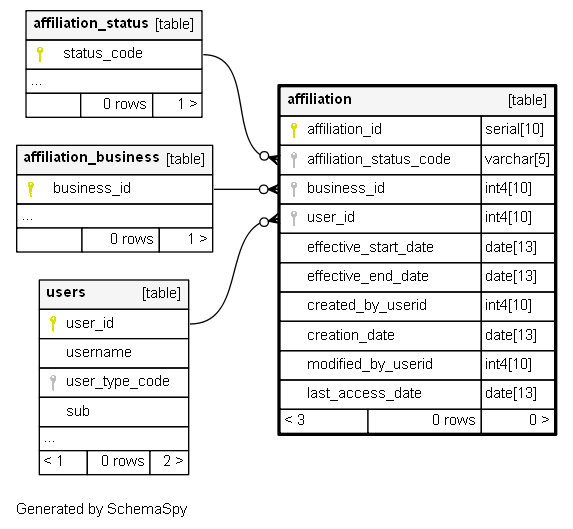 affiliation_status [table]
status_code
...
0 rows 1 >
affiliation_business [table]
business_id
...
0 rows 1 >
users [table]
user_id
username
user_type_code
sub
...
< 1 0 rows 2 >
affiliation [table]
affiliation_id serial[10]
affiliation_status_code varchar[5]
business_id int4[10]
user_id int4[10]
effective_start_date date[13]
effective_end_date date[13]
created_by_userid int4[10]
creation_date date[13]
modified_by_userid int4[10]
last_access_date date[13]
< 3 0 rows 0 >
Generated by SchemaSpy